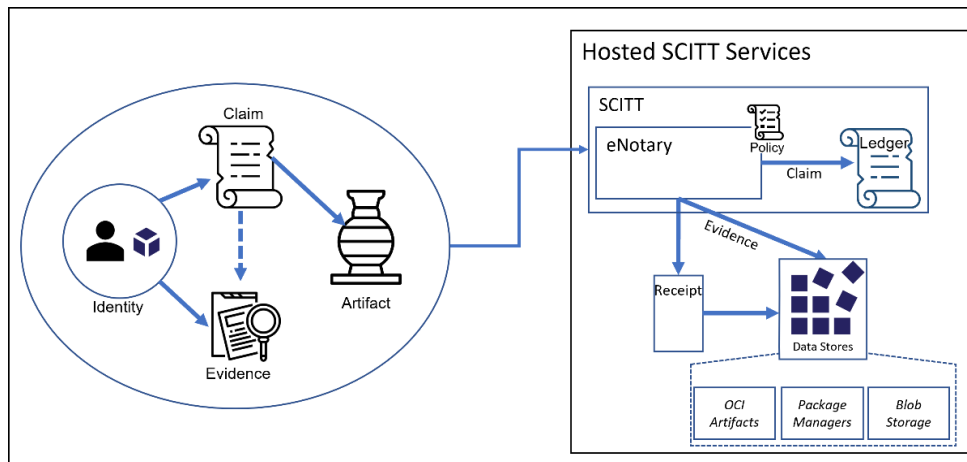 Hosted SCITT Services
SCITT
eNotary
Policy
Claim
Ledger
Claim
Identity
Evidence
Artifact
Evidence
Receipt
Data Stores
OCI
Artifacts
Package
Managers
Blob
Storage